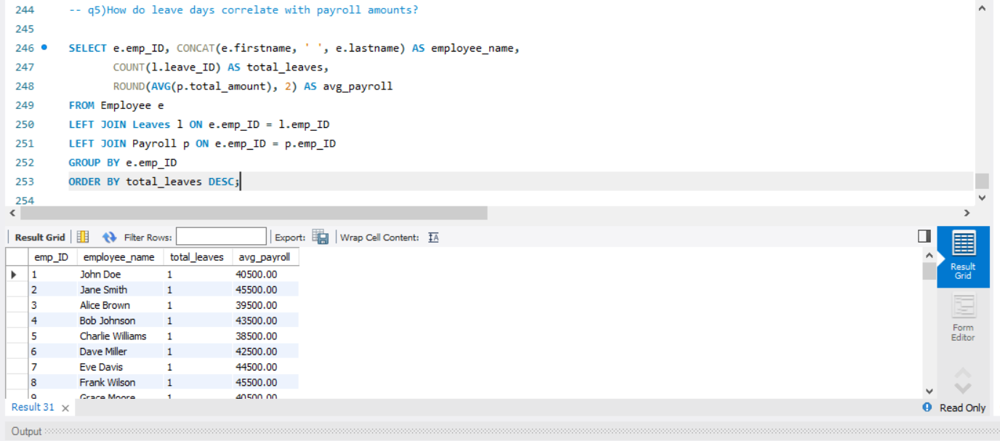 244 -- q5)How do leave days correlate with payroll amounts?
245
246 SELECT e.emp_ID, CONCAT(e.firstname, ' ', e.lastname) AS employee_name,
247 COUNT(l.leave_ID) AS total_leaves,
248 ROUND(AVG(p.total_amount), 2) AS avg_payroll
249 FROM Employee e
250 LEFT JOIN Leaves l ON e.emp_ID = l.emp_ID
251 LEFT JOIN Payroll p ON e.emp_ID = p.emp_ID
252 GROUP BY e.emp_ID
253 ORDER BY total_leaves DESC;
254
Result Grid Filter Rows: Export: Wrap Cell Content:
emp_ID employee_name total_leaves avg_payroll
1 John Doe 1 40500.00
2 Jane Smith 1 45500.00
3 Alice Brown 1 39500.00
4 Bob Johnson 1 43500.00
5 Charlie Williams 1 38500.00
6 Dave Miller 1 42500.00
7 Eve Davis 1 44500.00
8 Frank Wilson 1 45500.00
9 Grace Moore 1 40500.00
Result
Grid
Form
Editor
Result 31
Read Only
Output